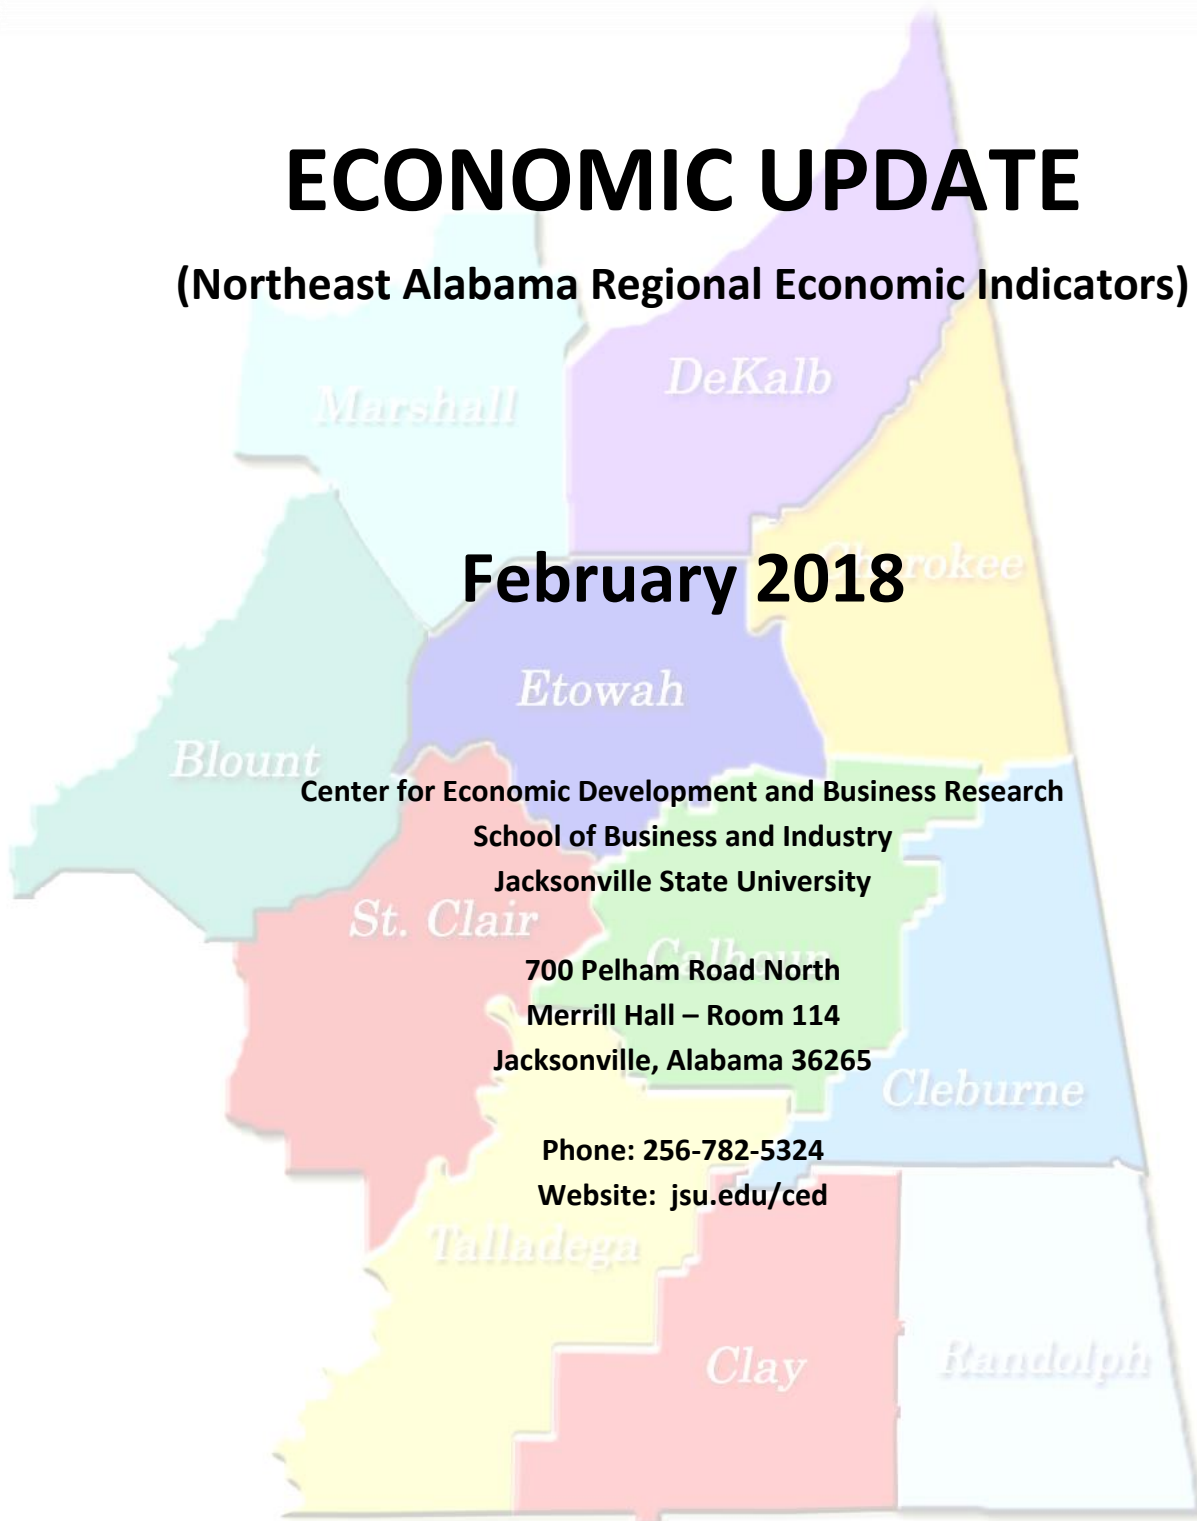 ECONOMIC UPDATE
(Northeast Alabama Regional Economic Indicators)
Marshall
DeKalb
February 2018
Cherokee
Etowah
Blount
Center for Economic Development and Business Research
School of Business and Industry
Jacksonville State University
St. Clair
Calhoun
700 Pelham Road North
Merrill Hall – Room 114
Jacksonville, Alabama 36265
Cleburne
Phone: 256-782-5324
Website:  jsu.edu/ced
Talladega
Clay
Randolph